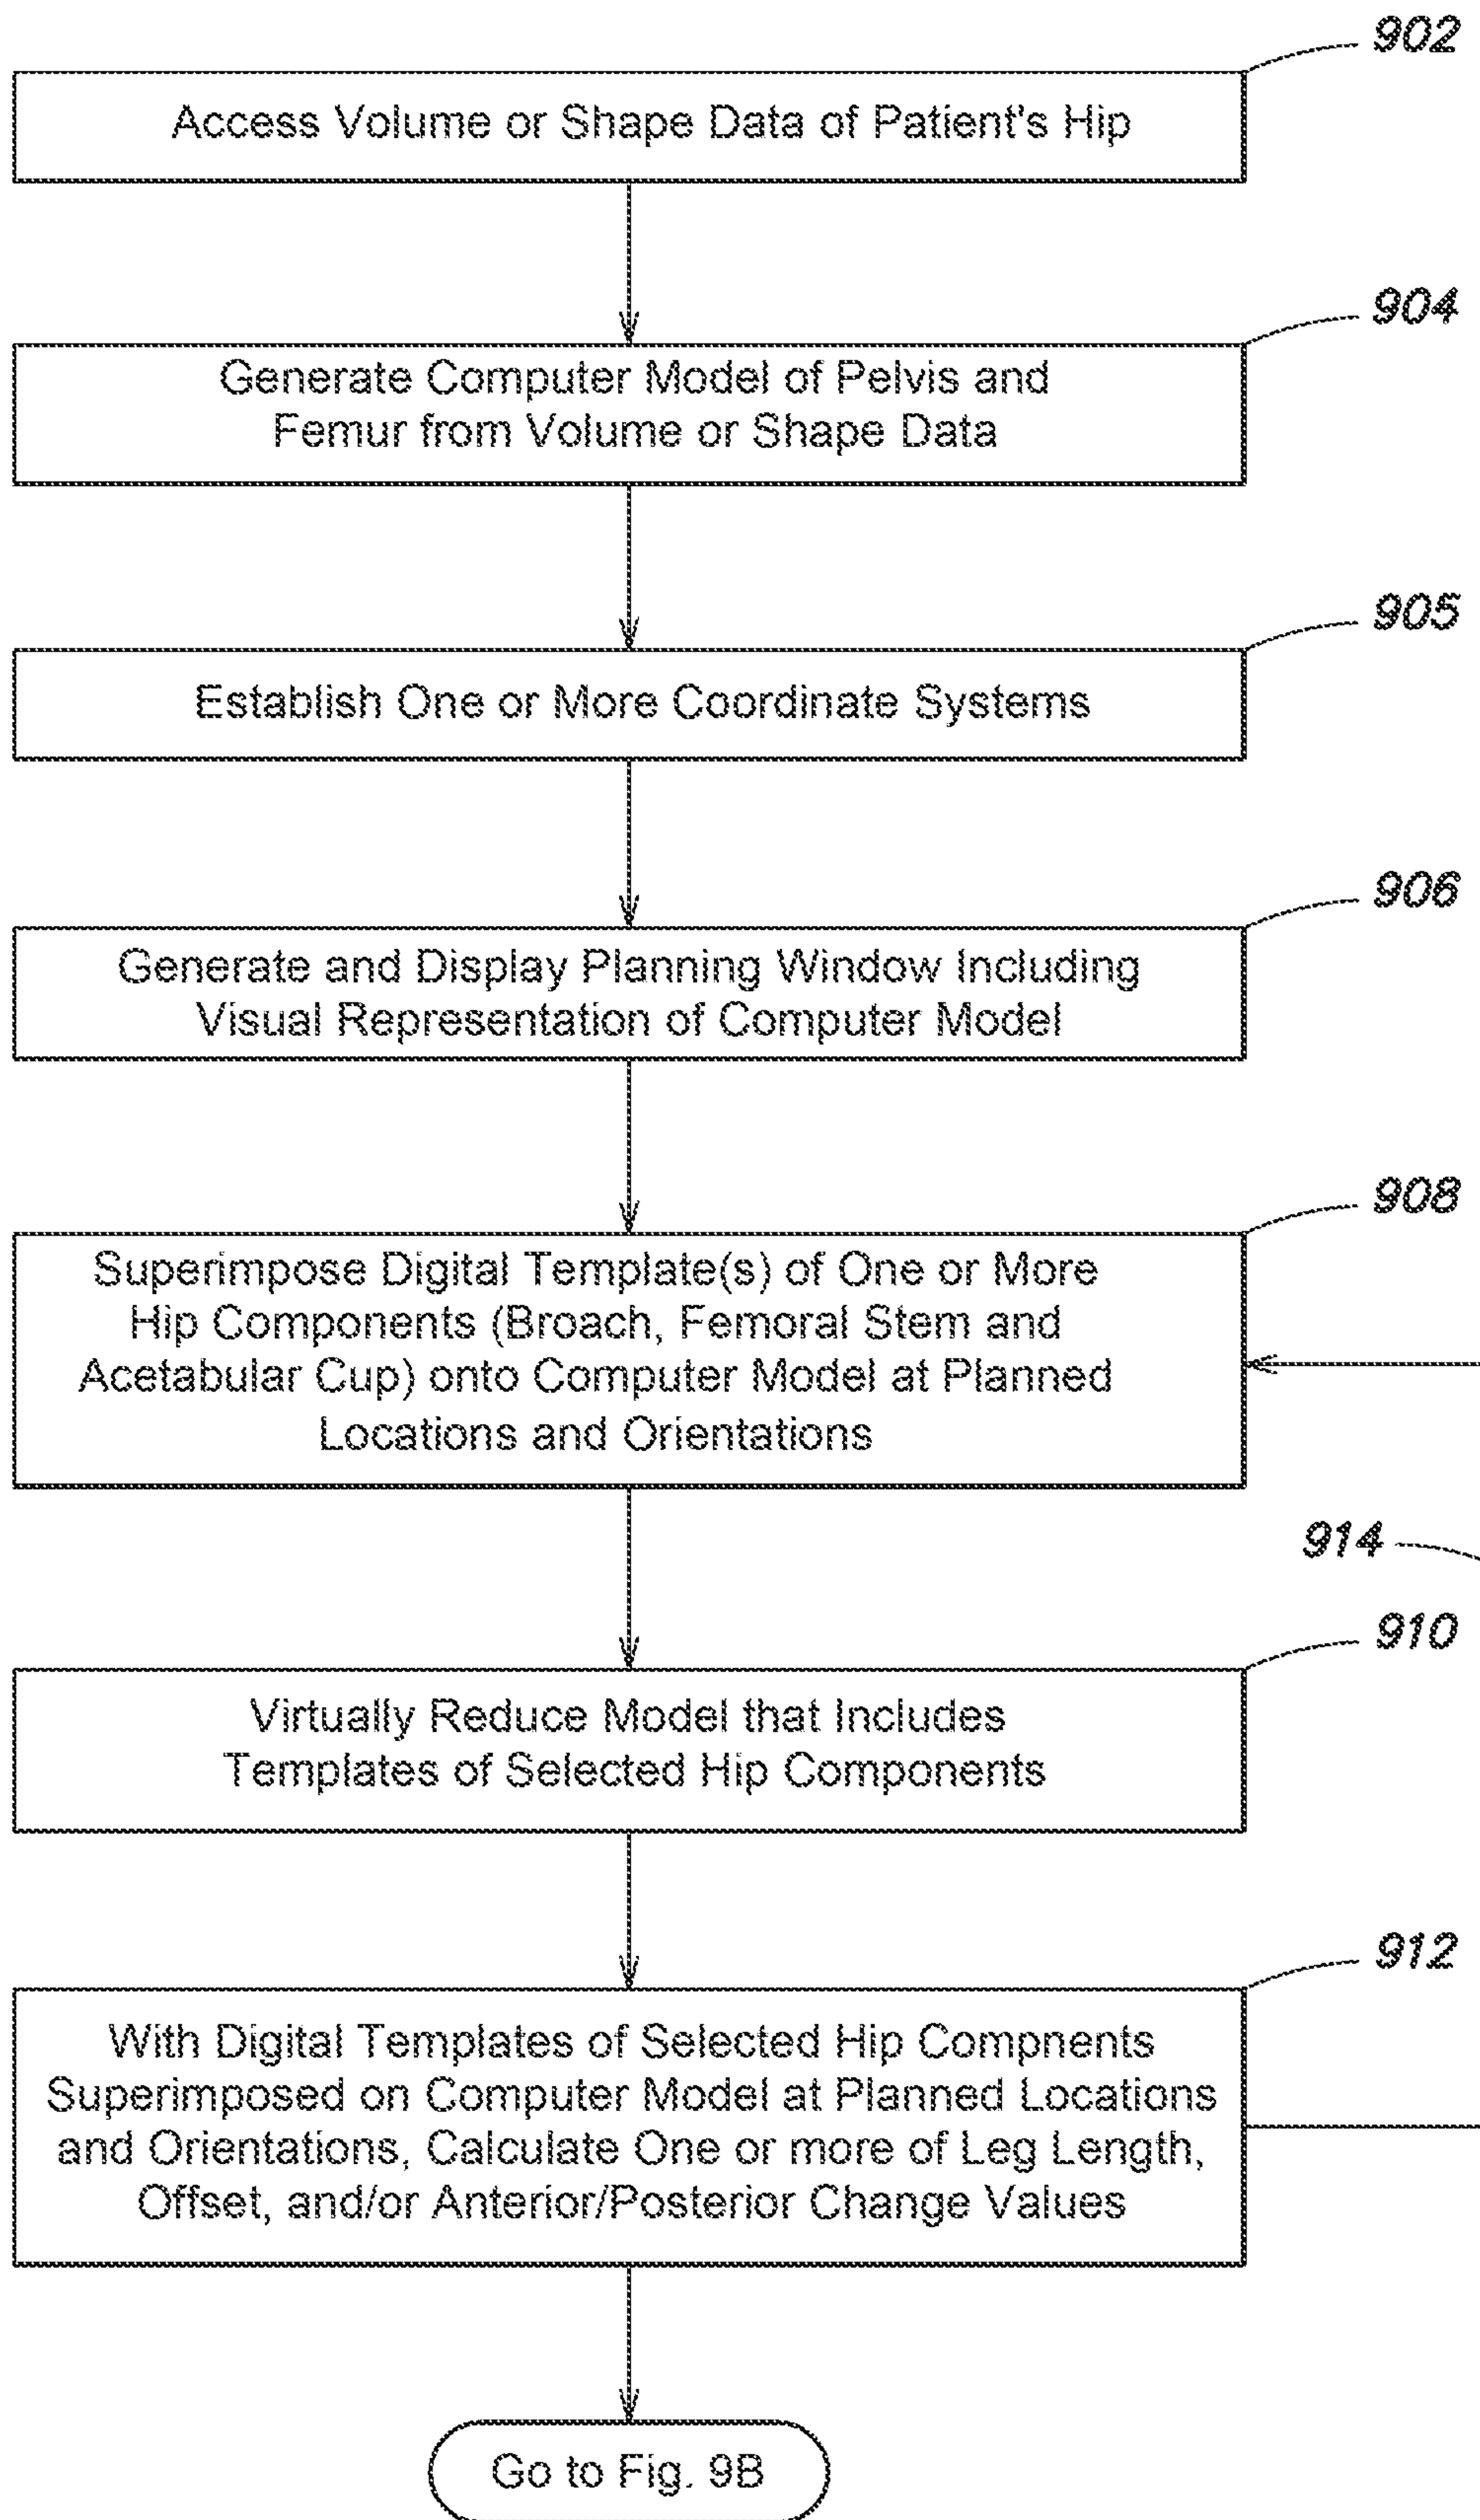 902
Access Volume or Shape Data of Patient's Hip
904
Generate Computer Model of Pelvis and
Femur from Volume or Shape Data
905
Establish One or More Coordinate Systems
906
Generate and Display Planning Window Including
Visual Representation of Computer Model
908
Superimpose Digital Template(s) of One or More
Hip Components (Broach, Femoral Stem and
Acetabular Cup) onto Computer Model at Planned
Locations and Orientations
914
910
Virtually Reduce Model that Includes
Templates of Selected Hip Components
912
With Digital Templates of Selected Hip Compnents
Superimposed on Computer Model at Planned Locations
and Orientations, Calculate One or more of Leg Length,
Offset, and/or Anterior/Posterior Change Values
Go to Fig. 9B